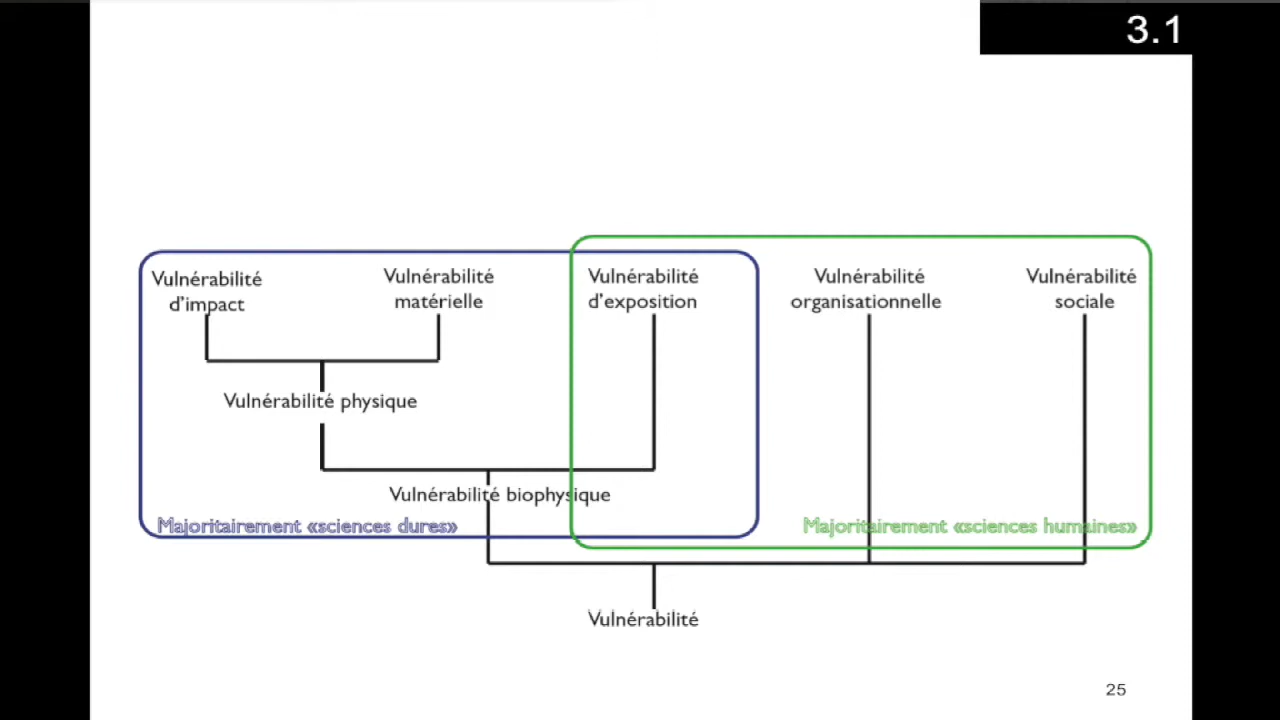 3.1
Vulnérabilité
d'impact
Vulnérabilité
matérielle
Vulnérabilité
d'exposition
Vulnérabilité
organisationnelle
Vulnérabilité
sociale
Vulnérabilité physique
Vulnérabilité biophysique
Majoritairement «sciences dures»
Majoritairement «sciences humaines»
Vulnérabilité
25